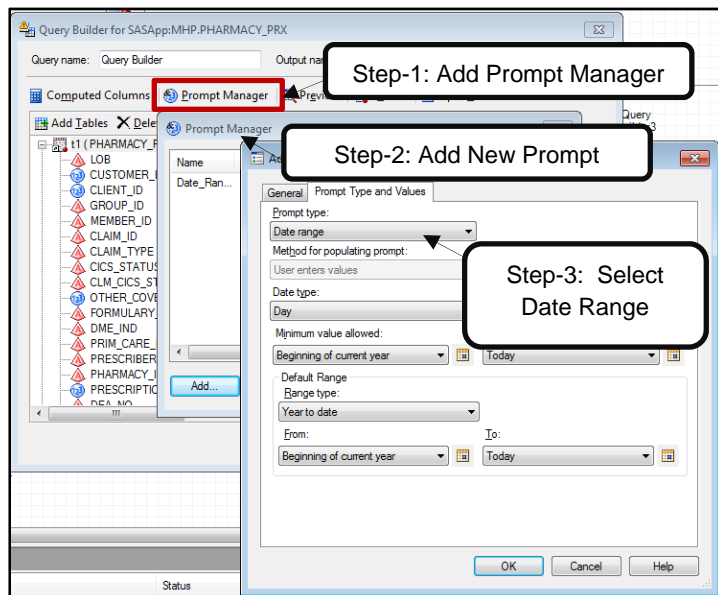 Query Builder for SASApp:MHP.PHARMACY_PRX
Query name: Query Builder Output na
Step-1: Add Prompt Manager
Computed Columns Prompt Manager Previ
Query
Add Tables Dele
Prompt Manager
Step-2: Add New Prompt
t1 ( PHARMACY_F
LOB
CUSTOMER_
CLIENT_ID
GROUP_ID
MEMBER_ID
CLAIM_ID
CLAIM_TYPE
CICS_STATUS
CLM_CICS_ST
OTHER_COVE
FORMULARY_
DME_IND
PRIM_CARE_
PRESCRIBER
PHARMACY_I
PRESCRIPTIO
DEA_NO
Name
Date_Ran...
Add...
General Prompt Type and Values
Prompt type:
Date range
Method for populating prompt:
User enters values
Step-3: Select
Date Range
Date type:
Day
Minimum value allowed:
Beginning of current year Today
Default Range
Range type:
Year to date
From: To:
Beginning of current year Today
OK Cancel Help
Status